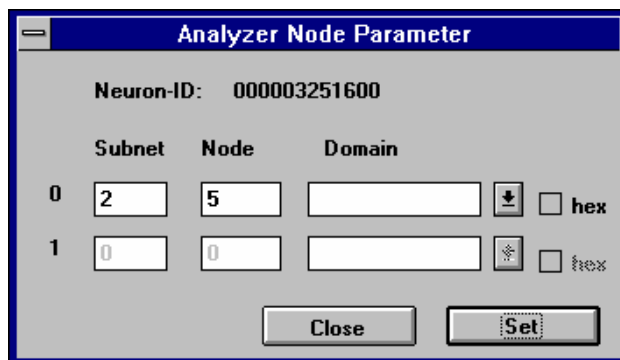 Analyzer Node Parameter
Neuron-ID: 000003251600
Subnet Node Domain
0 2 5 hex
1 0 0 hex
Close Set